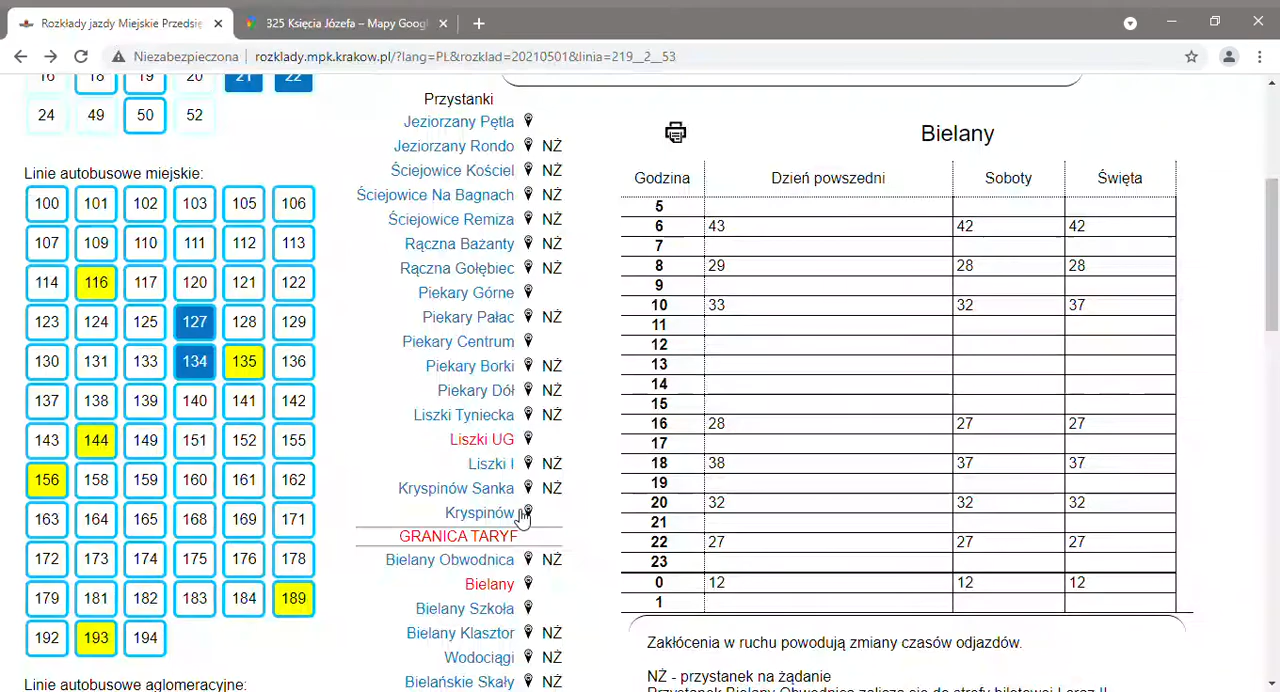 Rozkłady jazdy Miejskie Przedsię
325 Księcia Józefa – Mapy Googl
Niezabezpieczona
rozklady.mpk.krakow.pl/?lang=PL&rozklad=20210501&linia=219__2__53
16 18 19 20 21 22
24 49 50 52
Linie autobusowe miejskie:
100 101 102 103 105 106
107 109 110 111 112 113
114 116 117 120 121 122
123 124 125 127 128 129
130 131 133 134 135 136
137 138 139 140 141 142
143 144 149 151 152 155
156 158 159 160 161 162
163 164 165 168 169 171
172 173 174 175 176 178
179 181 182 183 184 189
192 193 194
Linie autobusowe aglomeracyjne:
Przystanki
Jeziorzany Pętla
Jeziorzany Rondo NŻ
Ściejowice Kościel NŻ
Ściejowice Na Bagnach NŻ
Ściejowice Remiza NŻ
Rączna Bażanty NŻ
Rączna Gołębiec NŻ
Piekary Górne
Piekary Pałac NŻ
Piekary Centrum
Piekary Borki NŻ
Piekary Dół NŻ
Liszki Tyniecka NŻ
Liszki UG
Liszki I NŻ
Kryspinów Sanka NŻ
Kryspinów
GRANICA TARYF
Bielany Obwodnica NŻ
Bielany
Bielany Szkoła
Bielany Klasztor NŻ
Wodociągi NŻ
Bielańskie Skały NŻ
Bielany
Godzina Dzień powszedni Soboty Święta
5
6 43 42 42
7
8 29 28 28
9
10 33 32 37
11
12
13
14
15
16 28 27 27
17
18 38 37 37
19
20 32 32 32
21
22 27 27 27
23
0 12 12 12
1
Zakłócenia w ruchu powodują zmiany czasów odjazdów.
NŻ - przystanek na żądanie
Przystanek Bielany Obwodnica zalicza się do strefy biletowej I oraz II